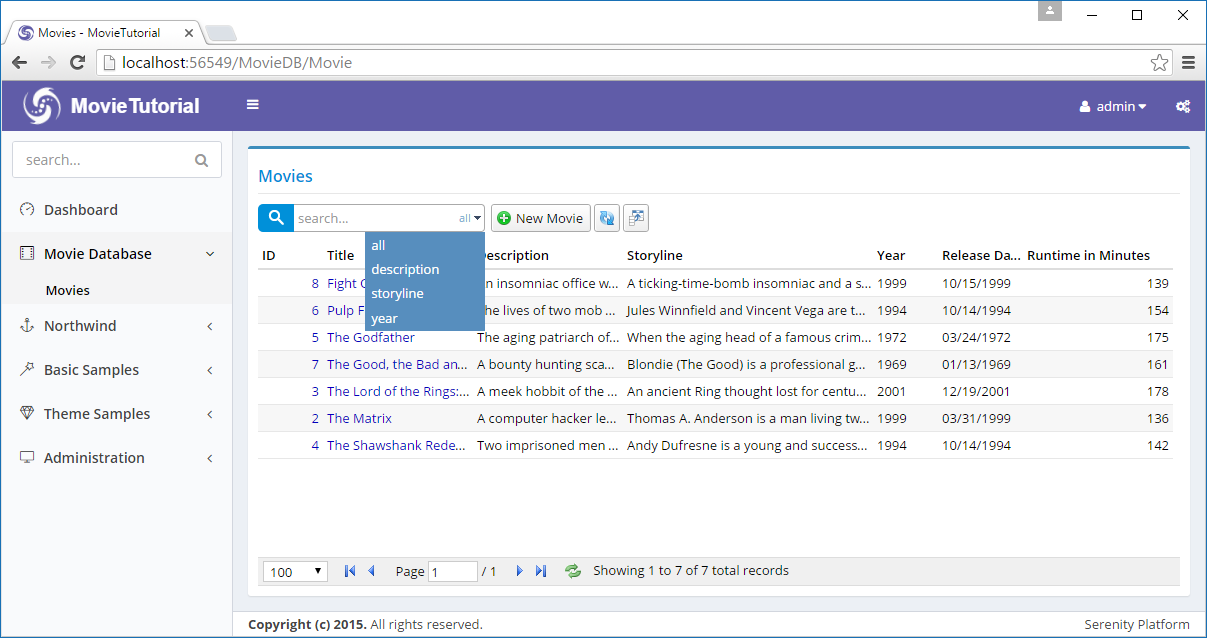 Movies - MovieTutorial
localhost:56549/MovieDB/Movie
MovieTutorial
admin
search...
Dashboard
Movie Database
Movies
Northwind
Basic Samples
Theme Samples
Administration
Movies
search... all
New Movie
all
description
storyline
year
ID Title Description Storyline Year Release Da... Runtime in Minutes
8 Fight n insomniac office w... A ticking-time-bomb insomniac and a s... 1999 10/15/1999 139
6 Pulp he lives of two mob ... Jules Winnfield and Vincent Vega are t... 1994 10/14/1994 154
5 The Godfather The aging patriarch of... When the aging head of a famous crim... 1972 03/24/1972 175
7 The Good, the Bad an... A bounty hunting sca... Blondie (The Good) is a professional g... 1969 01/13/1969 161
3 The Lord of the Rings:... A meek hobbit of the ... An ancient Ring thought lost for centu... 2001 12/19/2001 178
2 The Matrix A computer hacker le... Thomas A. Anderson is a man living tw... 1999 03/31/1999 136
4 The Shawshank Rede... Two imprisoned men ... Andy Dufresne is a young and success... 1994 10/14/1994 142
100 Page 1 / 1 Showing 1 to 7 of 7 total records
Copyright (c) 2015. All rights reserved. Serenity Platform